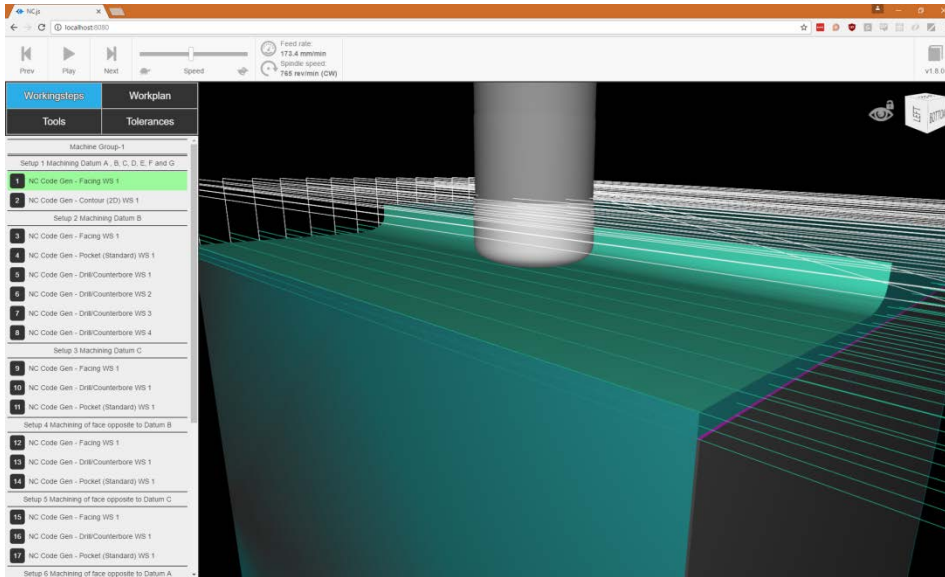 NC.js
localhost:8080
Prev
Play
Next
Speed
Feed rate:
173.4 mm/min
Spindle speed:
765 rev/min (CW)
v1.8.0
Workingsteps
Workplan
Tools
Tolerances
Machine Group-1
Setup 1 Machining Datum A , B, C, D, E, F and G
1 NC Code Gen - Facing WS 1
2 NC Code Gen - Contour (2D) WS 1
Setup 2 Machining Datum B
3 NC Code Gen - Facing WS 1
4 NC Code Gen - Pocket (Standard) WS 1
5 NC Code Gen - Drill/Counterbore WS 1
6 NC Code Gen - Drill/Counterbore WS 2
7 NC Code Gen - Drill/Counterbore WS 3
8 NC Code Gen - Drill/Counterbore WS 4
Setup 3 Machining Datum C
9 NC Code Gen - Facing WS 1
10 NC Code Gen - Drill/Counterbore WS 1
11 NC Code Gen - Pocket (Standard) WS 1
Setup 4 Machining of face opposite to Datum B
12 NC Code Gen - Facing WS 1
13 NC Code Gen - Drill/Counterbore WS 1
14 NC Code Gen - Pocket (Standard) WS 1
Setup 5 Machining of face opposite to Datum C
15 NC Code Gen - Facing WS 1
16 NC Code Gen - Drill/Counterbore WS 1
17 NC Code Gen - Pocket (Standard) WS 1
Setup 6 Machining of face opposite to Datum A
BOTTOM